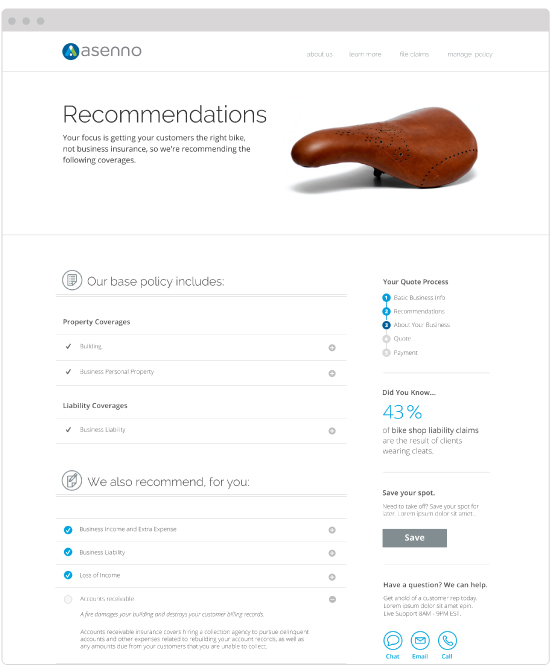 asenno
about us learn more file claims manager policy
Recommendations
Your focus is getting your customers the right bike,
not business insurance, so we're recommending the
following coverages.
Our base policy includes:
Property Coverages
Building
Business Personal Property
Liability Coverages
Business Liability
We also recommend, for you:
Business Income and Extra Expense
Business Liability
Loss of Income
Accounts receivable
A fire damages your building and destroys your customer billing records.
Accounts receivable insurance covers hiring a collection agency to pursue delinquent
accounts and other expenses related to rebuilding your account records, as well as
any amounts due from your customers that you are unable to collect.
Your Quote Process
1 Basic Business Info
2 Recommendations
3 About Your Business
4 Quote
5 Payment
Did You Know...
43%
of bike shop liability claims
are the result of clients
wearing cleats.
Save your spot.
Need to take off? Save your spot for
later. Lorem ipsum dolor sit amet.
Save
Have a question? We can help.
Get ahold of a customer rep today.
Lorem ipsum dolor sit amet epin.
Live Support 8AM - 9PM EST.
Chat Email Call